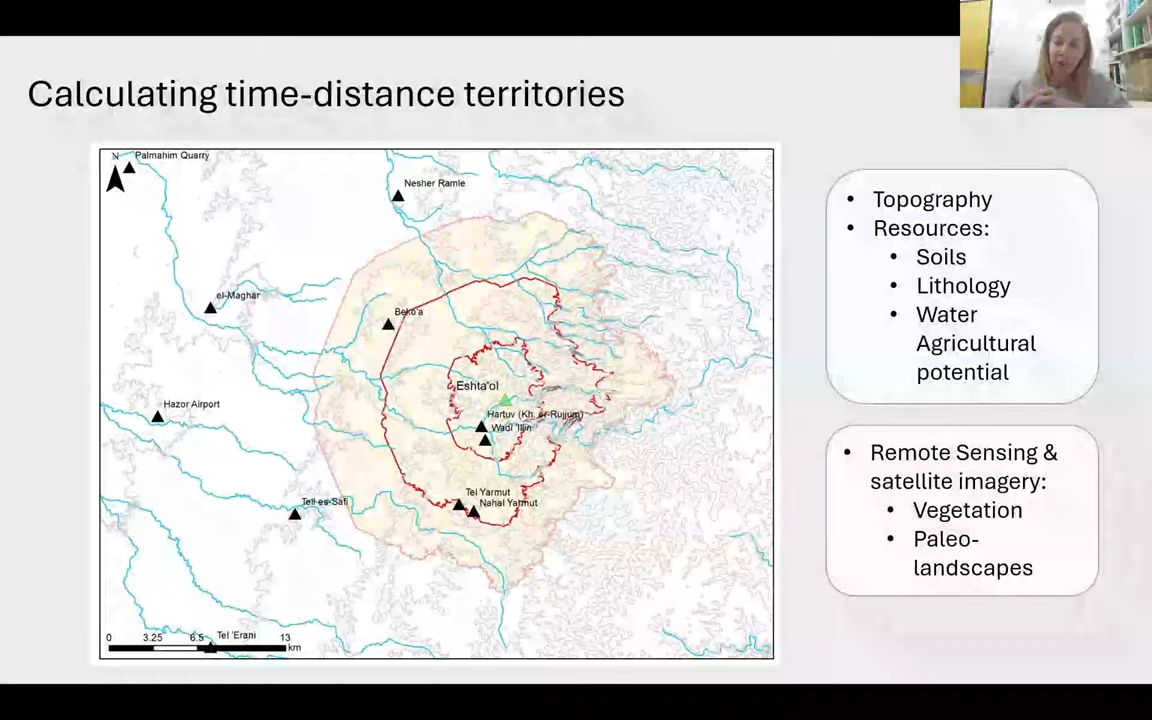 Calculating time-distance territories
N
Palmahim Quarry
Nesher Ramle
el-Maghar
Beko'a
Eshta'ol
Hazor Airport
Hartuv (Kh. er-Rujjum)
Wadi 'Illin
Tel Yarmut
Nahal Yarmut
Tell es-Safi
Tel 'Erani
0 3.25 6.5 13
km
• Topography
• Resources:
• Soils
• Lithology
• Water
Agricultural
potential
• Remote Sensing &
satellite imagery:
• Vegetation
• Paleo-
landscapes